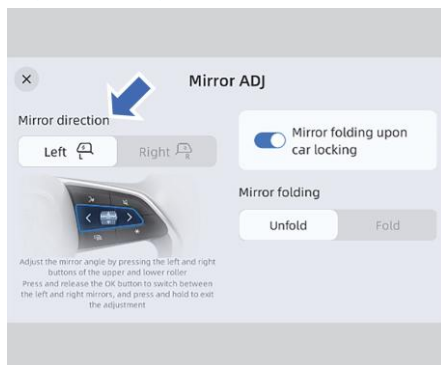 Mirror ADJ
Mirror direction
Left L
Right R
Adjust the mirror angle by pressing the left and right
buttons of the upper and lower roller
Press and release the OK button to switch between
the left and right mirrors, and press and hold to exit
the adjustment
Mirror folding upon
car locking
Mirror folding
Unfold
Fold